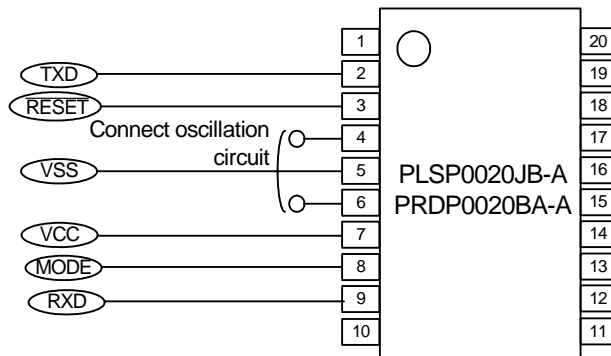 1
20
TXD
2
19
RESET
3
18
Connect oscillation
circuit
4
17
VSS
5
16
PLSP0020JB-A
6
15
PRDP0020BA-A
VCC
7
14
MODE
8
13
RXD
9
12
10
11